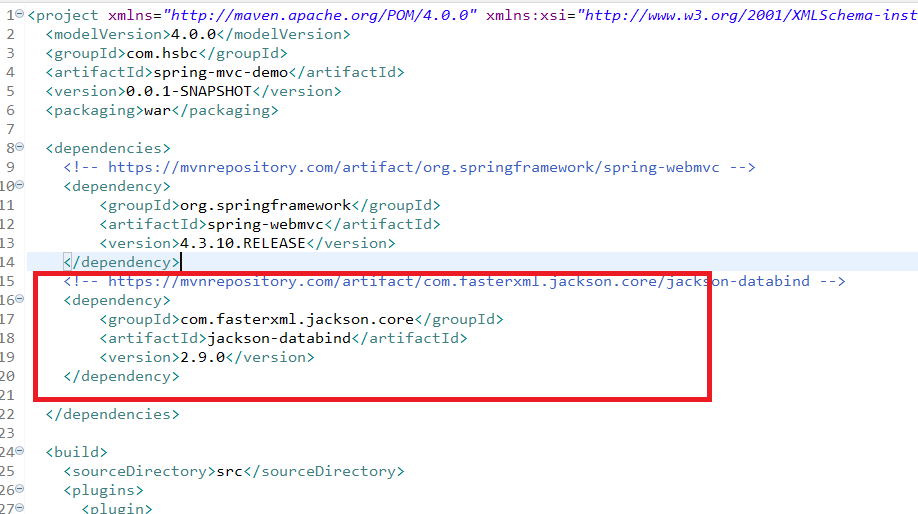 1 <project xmlns="http://maven.apache.org/POM/4.0.0" xmlns:xsi="http://www.w3.org/2001/XMLSchema-inst
2 <modelVersion>4.0.0</modelVersion>
3 <groupId>com.hsbc</groupId>
4 <artifactId>spring-mvc-demo</artifactId>
5 <version>0.0.1-SNAPSHOT</version>
6 <packaging>war</packaging>
7
8 <dependencies>
9 <!-- https://mvnrepository.com/artifact/org.springframework/spring-webmvc -->
10 <dependency>
11 <groupId>org.springframework</groupId>
12 <artifactId>spring-webmvc</artifactId>
13 <version>4.3.10.RELEASE</version>
14 </dependency>
15 <!-- https://mvnrepository.com/artifact/com.fasterxml.jackson.core/jackson-databind -->
16 <dependency>
17 <groupId>com.fasterxml.jackson.core</groupId>
18 <artifactId>jackson-databind</artifactId>
19 <version>2.9.0</version>
20 </dependency>
21
22 </dependencies>
23
24 <build>
25 <sourceDirectory>src</sourceDirectory>
26 <plugins>
27 <plugin>